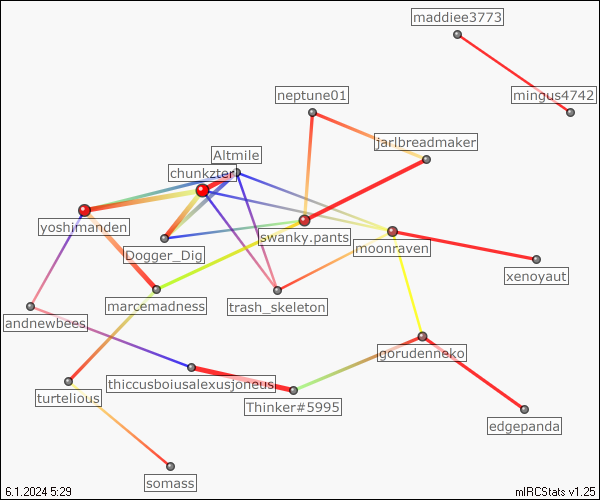 maddiee3773
mingus4742
neptune01
jarlbreadmaker
Altmile
chunkzter
yoshimanden
swanky.pants
Dogger_Dig
moonraven
xenoyaut
marcemadness
trash_skeleton
andnewbees
gorudenneko
thiccusboiusalexusjoneus
turtelious
Thinker#5995
edgepanda
somass
6.1.2024 5:29
mIRCStats v1.25